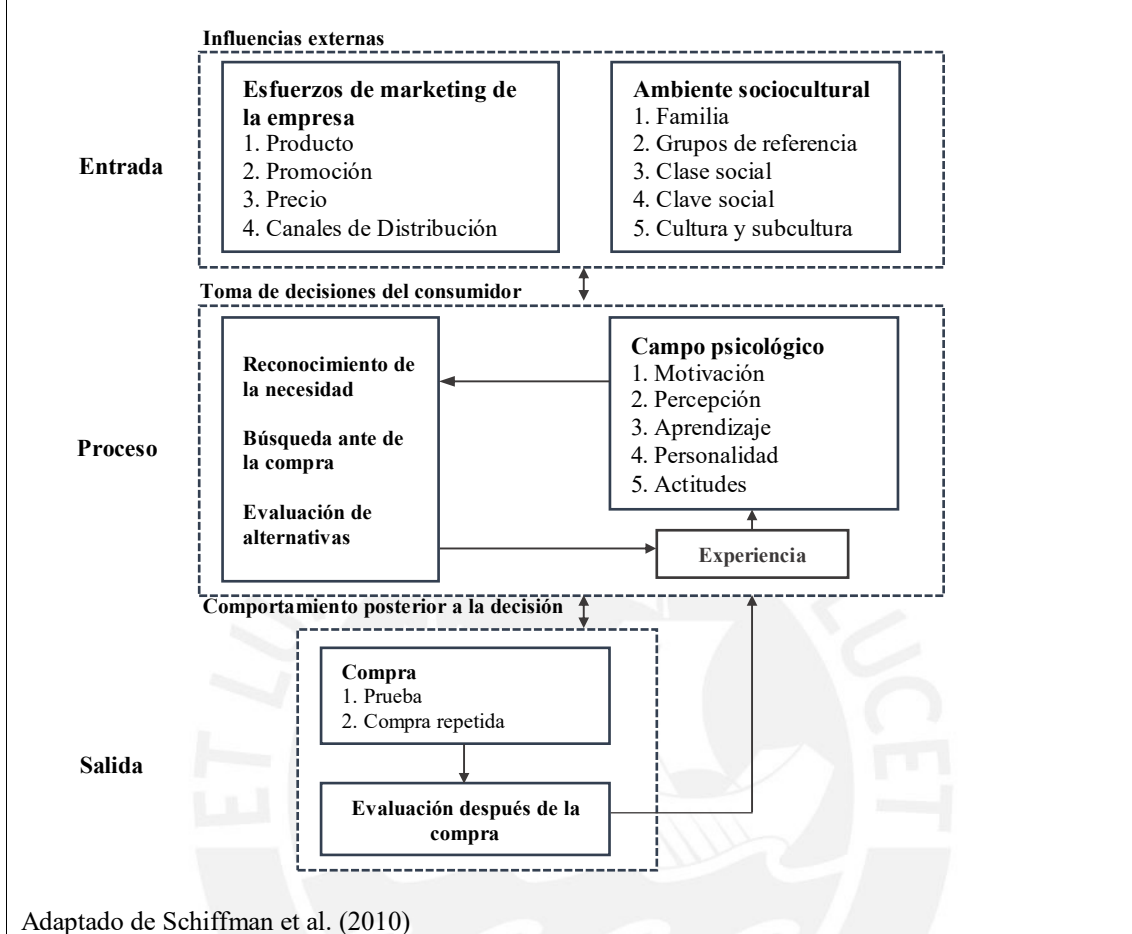 Influencias externas
Esfuerzos de marketing de
la empresa
1. Producto
2. Promoción
3. Precio
4. Canales de Distribución
Ambiente sociocultural
1. Familia
2. Grupos de referencia
3. Clase social
4. Clave social
5. Cultura y subcultura
Entrada
Toma de decisiones del consumidor
Reconocimiento de
la necesidad
Búsqueda ante de
la compra
Evaluación de
alternativas
Campo psicológico
1. Motivación
2. Percepción
3. Aprendizaje
4. Personalidad
5. Actitudes
Experiencia
Proceso
Comportamiento posterior a la decisión
Compra
1. Prueba
2. Compra repetida
Evaluación después de la
compra
Salida
ET LUX LUCET
Adaptado de Schiffman et al. (2010)